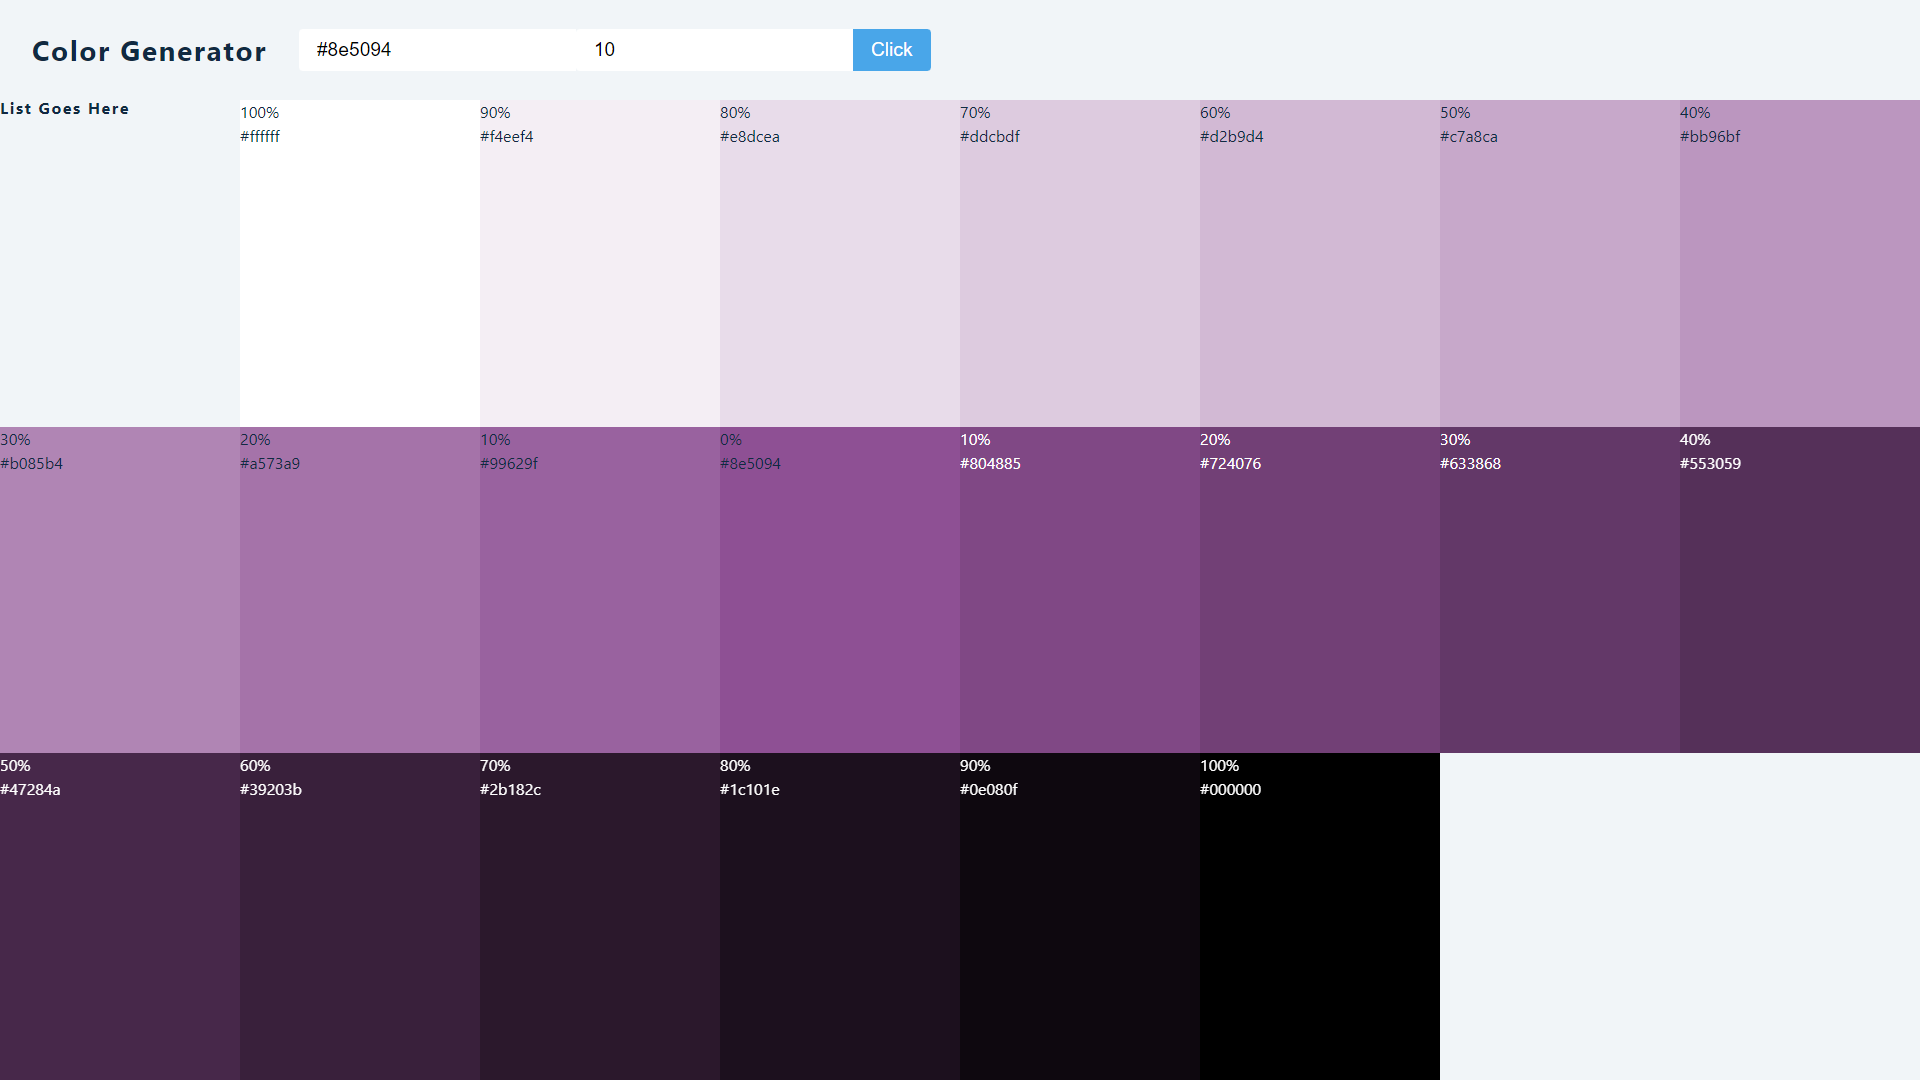 Color Generator
#8e5094
10
Click
List Goes Here
100%
#ffffff
90%
#f4eef4
80%
#e8dcea
70%
#ddcbdf
60%
#d2b9d4
50%
#c7a8ca
40%
#bb96bf
30%
#b085b4
20%
#a573a9
10%
#99629f
0%
#8e5094
10%
#804885
20%
#724076
30%
#633868
40%
#553059
50%
#47284a
60%
#39203b
70%
#2b182c
80%
#1c101e
90%
#0e080f
100%
#000000